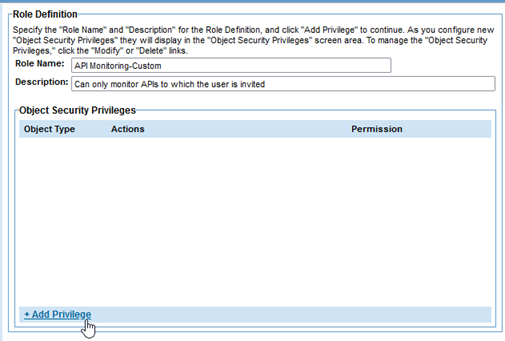 Role Definition
Specify the "Role Name" and "Description" for the Role Definition, and click "Add Privilege" to continue. As you configure new
"Object Security Privileges" they will display in the "Object Security Privileges" screen area. To manage the "Object Security
Privileges," click the "Modify" or "Delete" links.
Role Name: API Monitoring-Custom
Description: Can only monitor APIs to which the user is invited
Object Security Privileges
Object Type Actions Permission
+ Add Privilege